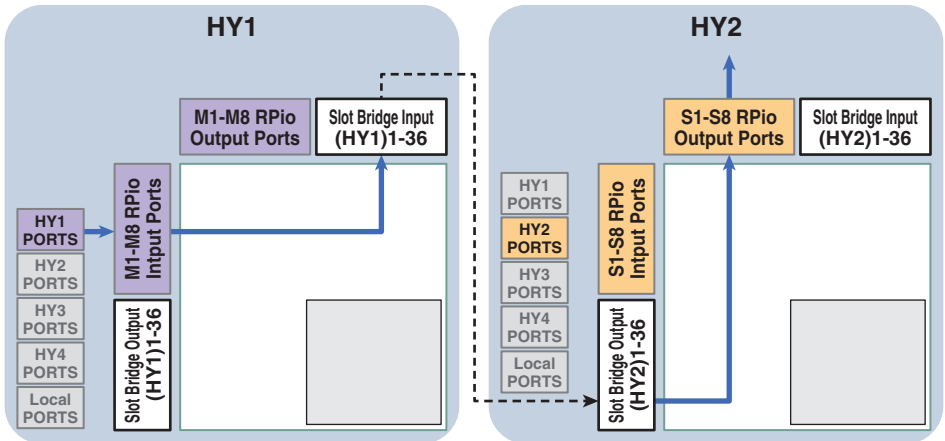 HY1
M1-M8 RPio
Output Ports
Slot Bridge Input
(HY1)1-36
M1-M8 RPio
Intput Ports
HY1
PORTS
HY2
PORTS
HY3
PORTS
HY4
PORTS
Local
PORTS
Slot Bridge Output
(HY1)1-36
HY2
S1-S8 RPio
Output Ports
Slot Bridge Input
(HY2)1-36
HY1
PORTS
HY2
PORTS
HY3
PORTS
HY4
PORTS
Local
PORTS
S1-S8 RPio
Intput Ports
Slot Bridge Output
(HY2)1-36